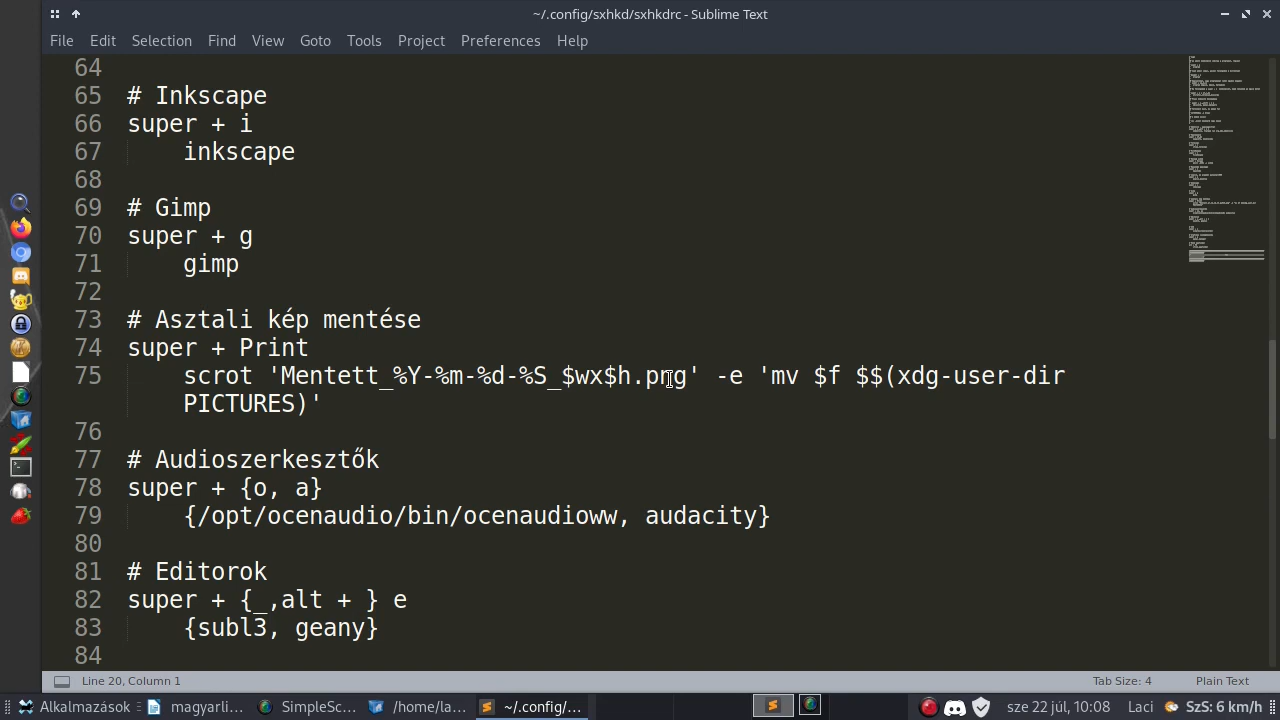 ~/.config/sxhkd/sxhkdrc - Sublime Text
File Edit Selection Find View Goto Tools Project Preferences Help
64
65 # Inkscape
66 super + i
67 inkscape
68
69 # Gimp
70 super + g
71 gimp
72
73 # Asztali kép mentése
74 super + Print
75 scrot 'Mentett_%Y-%m-%d-%S_$wx$h.png' -e 'mv $f $$(xdg-user-dir
PICTURES)'
76
77 # Audioszerkesztők
78 super + {o, a}
79 {/opt/ocenaudio/bin/ocenaudioww, audacity}
80
81 # Editorok
82 super + {_,alt + } e
83 {subl3, geany}
84
Line 20, Column 1 Tab Size: 4 Plain Text
Alkalmazások magyarli... SimpleSc... /home/la... ~/.config/... sze 22 júl, 10:08 Laci SzS: 6 km/h